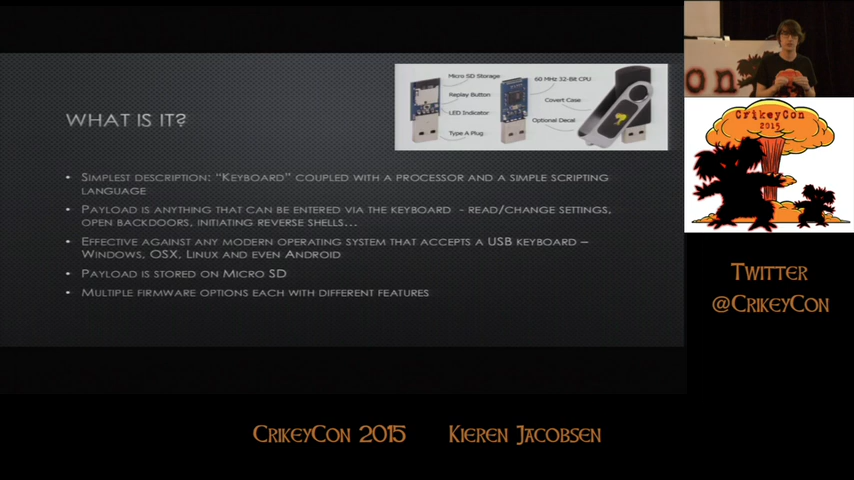 WHAT IS IT?
Micro SD Storage
Replay Button
LED Indicator
Type A Plug
60 MHz 32-Bit CPU
Covert Case
Optional Decal
• SIMPLEST DESCRIPTION: “KEYBOARD” COUPLED WITH A PROCESSOR AND A SIMPLE SCRIPTING
LANGUAGE
• PAYLOAD IS ANYTHING THAT CAN BE ENTERED VIA THE KEYBOARD - READ/CHANGE SETTINGS,
OPEN BACKDOORS, INITIATING REVERSE SHELLS…
• EFFECTIVE AGAINST ANY MODERN OPERATING SYSTEM THAT ACCEPTS A USB KEYBOARD –
WINDOWS, OSX, LINUX AND EVEN ANDROID
• PAYLOAD IS STORED ON MICRO SD
• MULTIPLE FIRMWARE OPTIONS EACH WITH DIFFERENT FEATURES
on
CrikeyCon
2015
TWITTER
@CRIKEYCON
CRIKEYCON 2015 KIEREN JACOBSEN